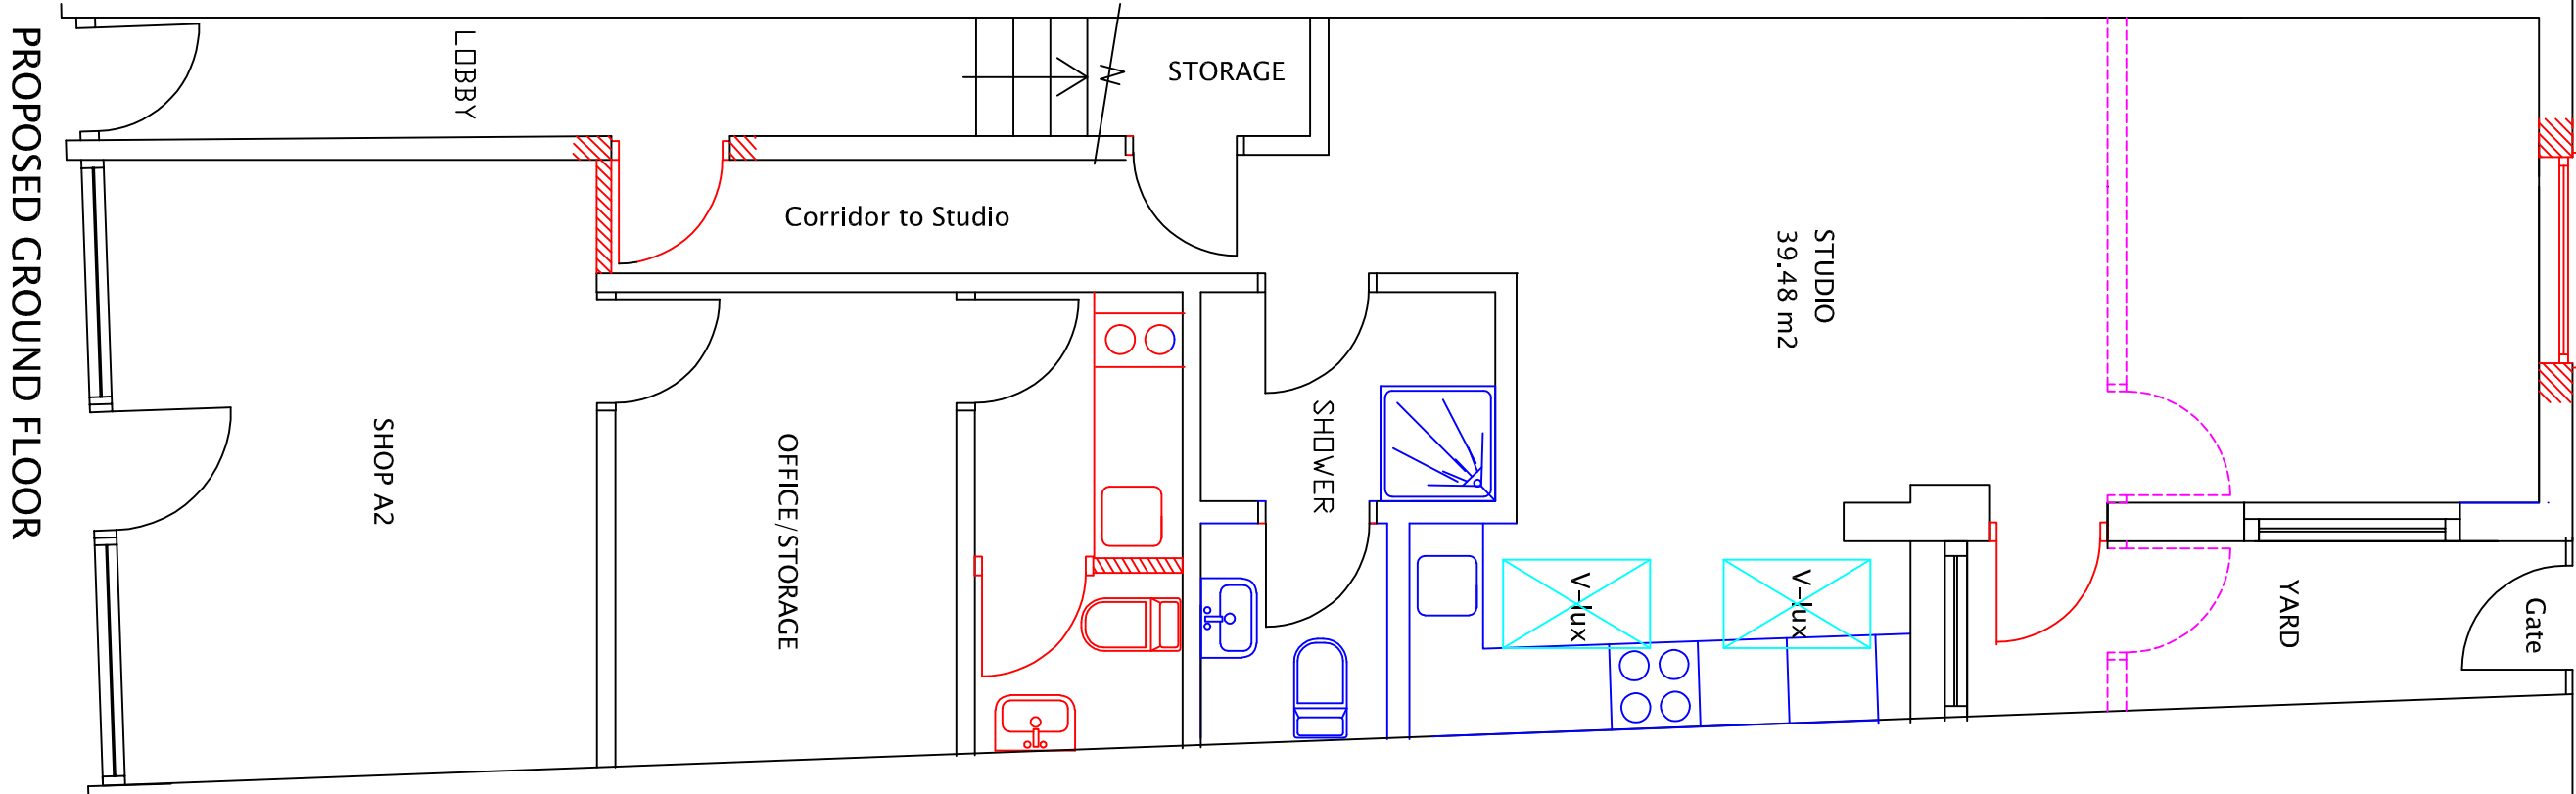 PROPOSED GROUND FLOOR
LOBBY
STORAGE
Corridor to Studio
SHOP A2
OFFICE/STORAGE
SHOWER
STUDIO
39.48 m2
V-lux
V-lux
YARD
Gate